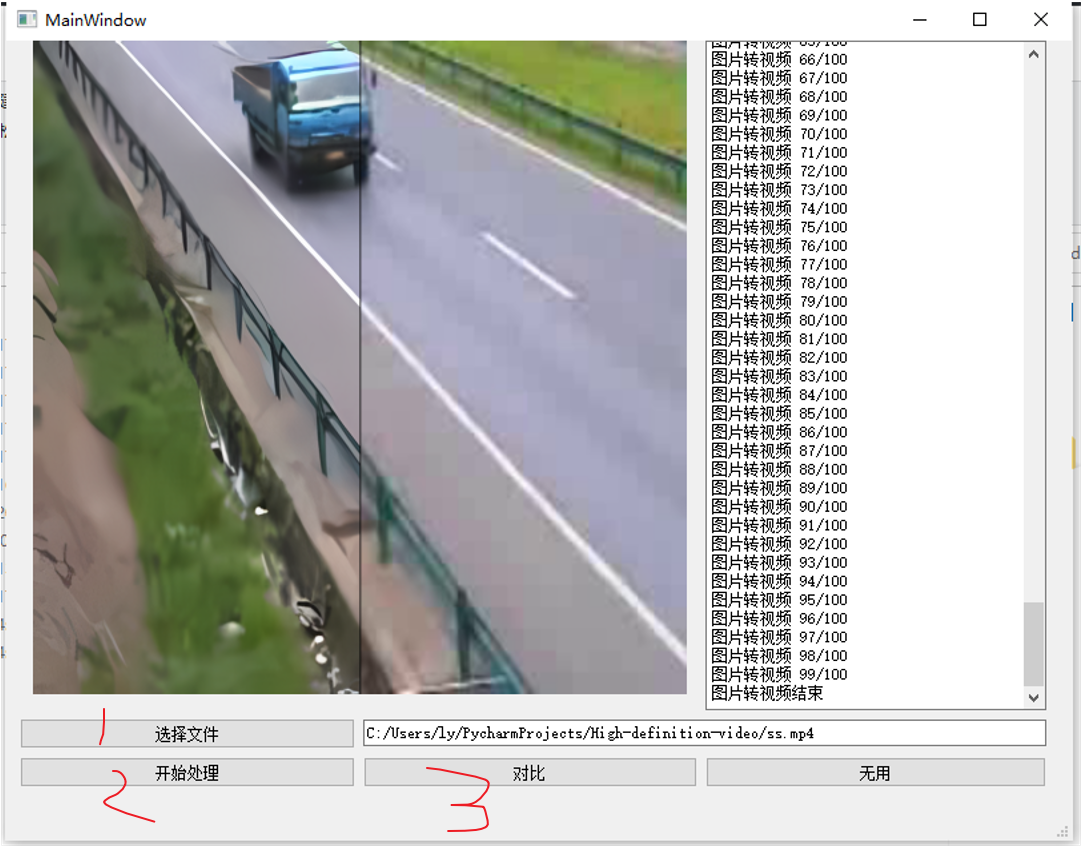 MainWindow
图片转视频 65/100
图片转视频 66/100
图片转视频 67/100
图片转视频 68/100
图片转视频 69/100
图片转视频 70/100
图片转视频 71/100
图片转视频 72/100
图片转视频 73/100
图片转视频 74/100
图片转视频 75/100
图片转视频 76/100
图片转视频 77/100
图片转视频 78/100
图片转视频 79/100
图片转视频 80/100
图片转视频 81/100
图片转视频 82/100
图片转视频 83/100
图片转视频 84/100
图片转视频 85/100
图片转视频 86/100
图片转视频 87/100
图片转视频 88/100
图片转视频 89/100
图片转视频 90/100
图片转视频 91/100
图片转视频 92/100
图片转视频 93/100
图片转视频 94/100
图片转视频 95/100
图片转视频 96/100
图片转视频 97/100
图片转视频 98/100
图片转视频 99/100
图片转视频结束
1 选择文件 C:/Users/ly/PycharmProjects/High-definition-video/ss.mp4
2 开始处理 3 对比 无用